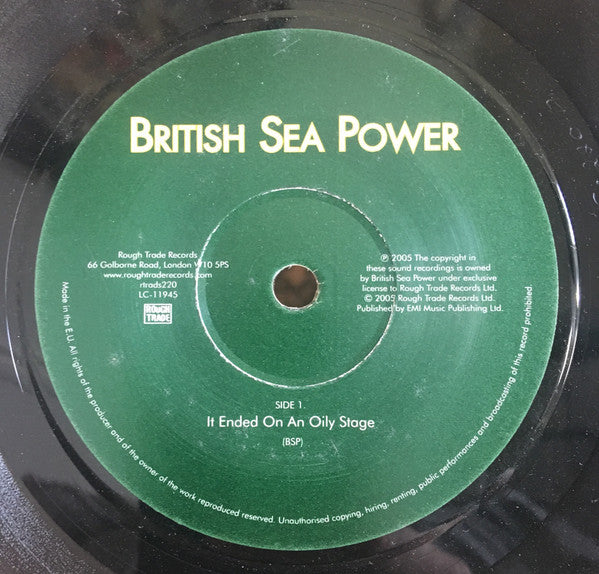 BRITISH SEA POWER
Rough Trade Records
66 Golborne Road, London W10 5PS
www.roughtraderecords.com
rtrads220
LC-11945
ROUGH
TRADE
℗ 2005 The copyright in
these sound recordings is owned
by British Sea Power under exclusive
license to Rough Trade Records Ltd.
© 2005 Rough Trade Records Ltd.
Published by EMI Music Publishing Ltd.
SIDE 1.
It Ended On An Oily Stage
(BSP)
Made in the E.U. All rights of the producer and of the owner of the work reproduced reserved. Unauthorised copying, hiring, renting, public performances and broadcasting of this record prohibited.